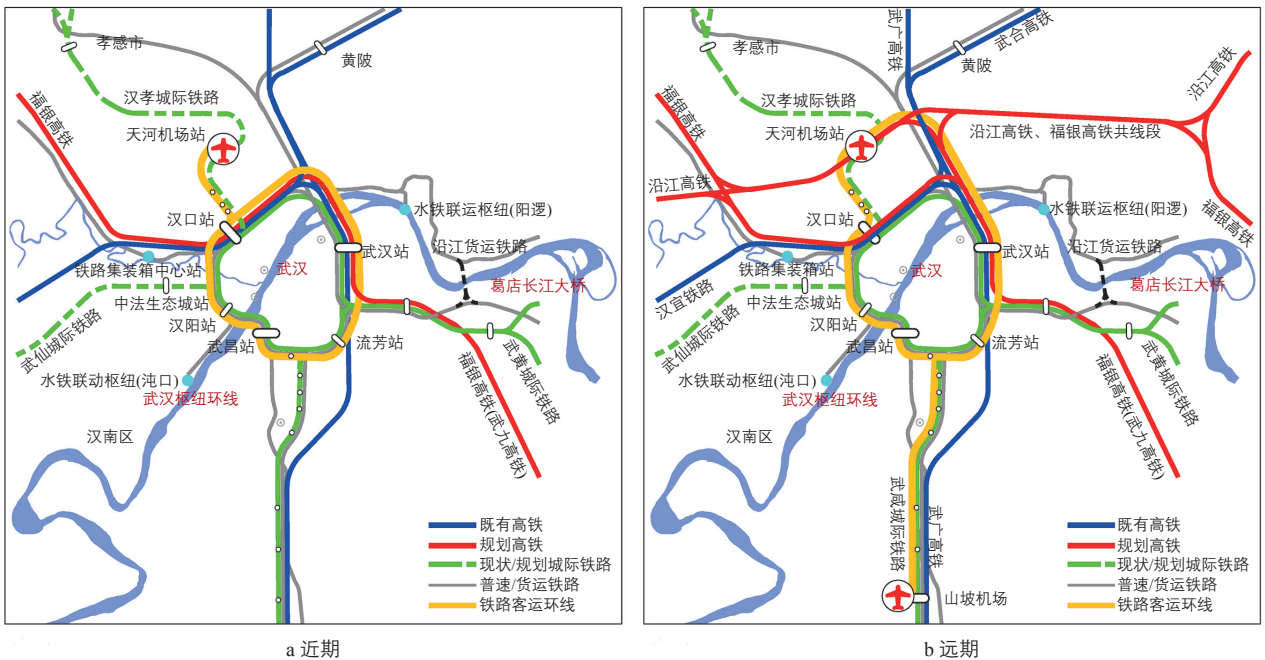 孝感市
黄陂
福银高铁
汉孝城际铁路
天河机场站
汉口站
水铁联运枢纽(阳逻)
武汉站
沿江货运铁路
武汉
铁路集装箱中心站
葛店长江大桥
中法生态城站
汉阳站
武昌站
流芳站
武仙城际铁路
武黄城际铁路
水铁联动枢纽(沌口)
武汉枢纽环线
福银高铁(武九高铁)
汉南区
既有高铁
规划高铁
现状/规划城际铁路
普速/货运铁路
铁路客运环线
a 近期
武广高铁
武合高铁
孝感市
黄陂
沿江高铁
福银高铁
汉孝城际铁路
天河机场站
沿江高铁、福银高铁共线段
沿江高铁
福银高铁
汉口站
水铁联运枢纽(阳逻)
武汉站
沿江货运铁路
武汉
铁路集装箱站
葛店长江大桥
汉宜铁路
中法生态城站
汉阳站
武昌站
流芳站
武仙城际铁路
武黄城际铁路
水铁联动枢纽(沌口)
武汉枢纽环线
福银高铁(武九高铁)
汉南区
武咸城际铁路
武广高铁
山坡机场
既有高铁
规划高铁
现状/规划城际铁路
普速/货运铁路
铁路客运环线
b 远期